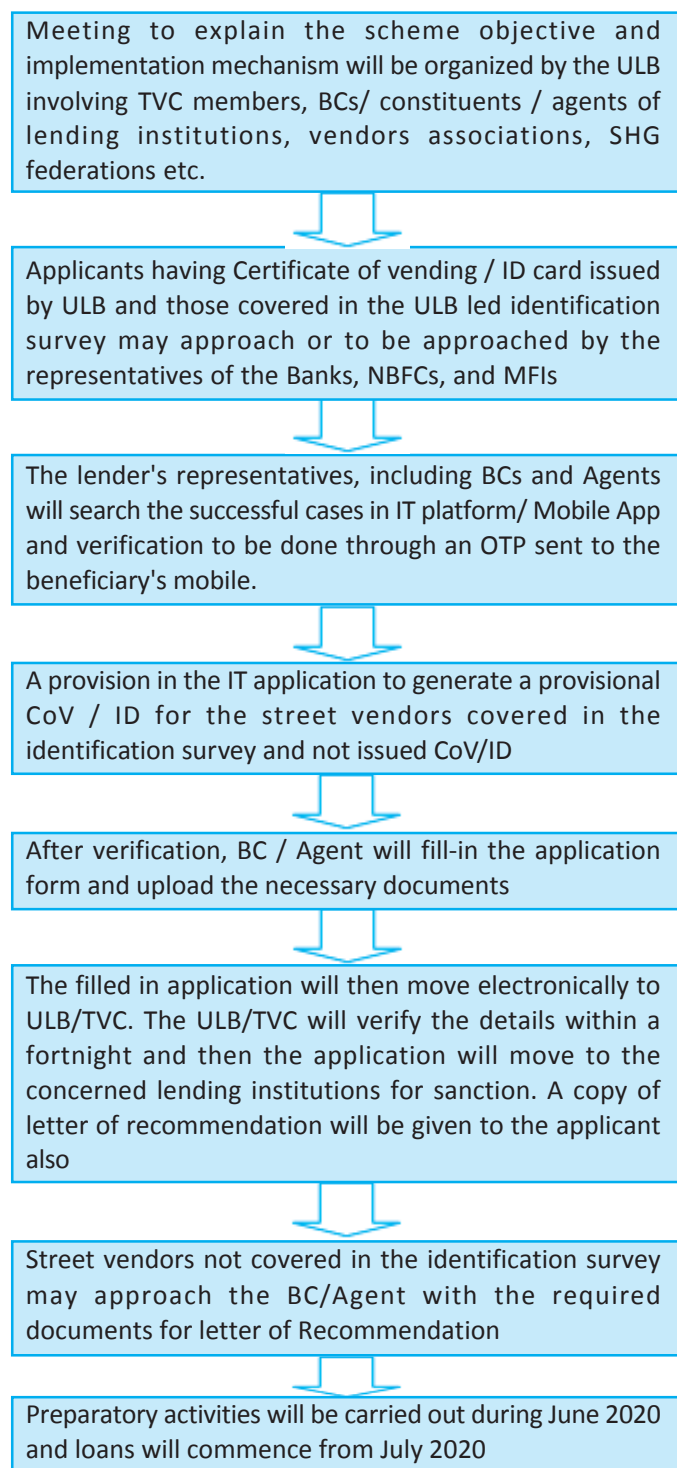 Meeting to explain the scheme objective and
implementation mechanism will be organized by the ULB
involving TVC members, BCs/ constituents / agents of
lending institutions, vendors associations, SHG
federations etc.
Applicants having Certificate of vending / ID card issued
by ULB and those covered in the ULB led identification
survey may approach or to be approached by the
representatives of the Banks, NBFCs, and MFIs
The lender's representatives, including BCs and Agents
will search the successful cases in IT platform/ Mobile App
and verification to be done through an OTP sent to the
beneficiary's mobile.
A provision in the IT application to generate a provisional
CoV / ID for the street vendors covered in the
identification survey and not issued CoV/ID
After verification, BC / Agent will fill-in the application
form and upload the necessary documents
The filled in application will then move electronically to
ULB/TVC. The ULB/TVC will verify the details within a
fortnight and then the application will move to the
concerned lending institutions for sanction. A copy of
letter of recommendation will be given to the applicant
also
Street vendors not covered in the identification survey
may approach the BC/Agent with the required
documents for letter of Recommendation
Preparatory activities will be carried out during June 2020
and loans will commence from July 2020